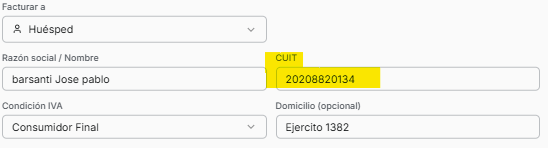 Facturar a
Huésped
Razón social / Nombre
CUIT
barsanti Jose pablo
20208820134
Condición IVA
Domicilio (opcional)
Consumidor Final
Ejercito 1382